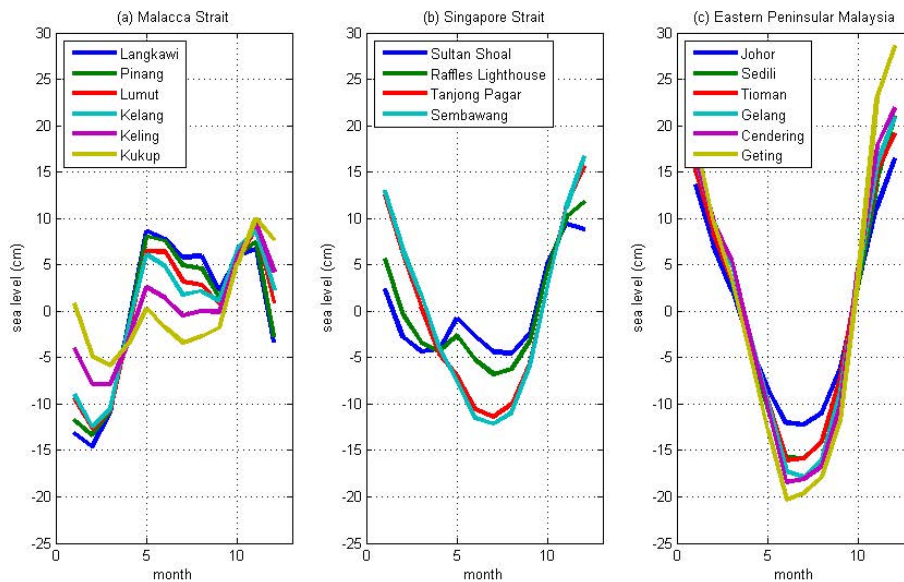 (a) Malacca Strait
30
25
20
15
10
5
0
-5
-10
-15
-20
-25
sea level (cm)
0
5
10
month
Langkawi
Pinang
Lumut
Kelang
Keling
Kukup
(b) Singapore Strait
30
25
20
15
10
5
0
-5
-10
-15
-20
-25
sea level (cm)
0
5
10
month
Sultan Shoal
Raffles Lighthouse
Tanjong Pagar
Sembawang
(c) Eastern Peninsular Malaysia
30
25
20
15
10
5
0
-5
-10
-15
-20
-25
sea level (cm)
0
5
10
month
Johor
Sedili
Tioman
Gelang
Cendering
Geting